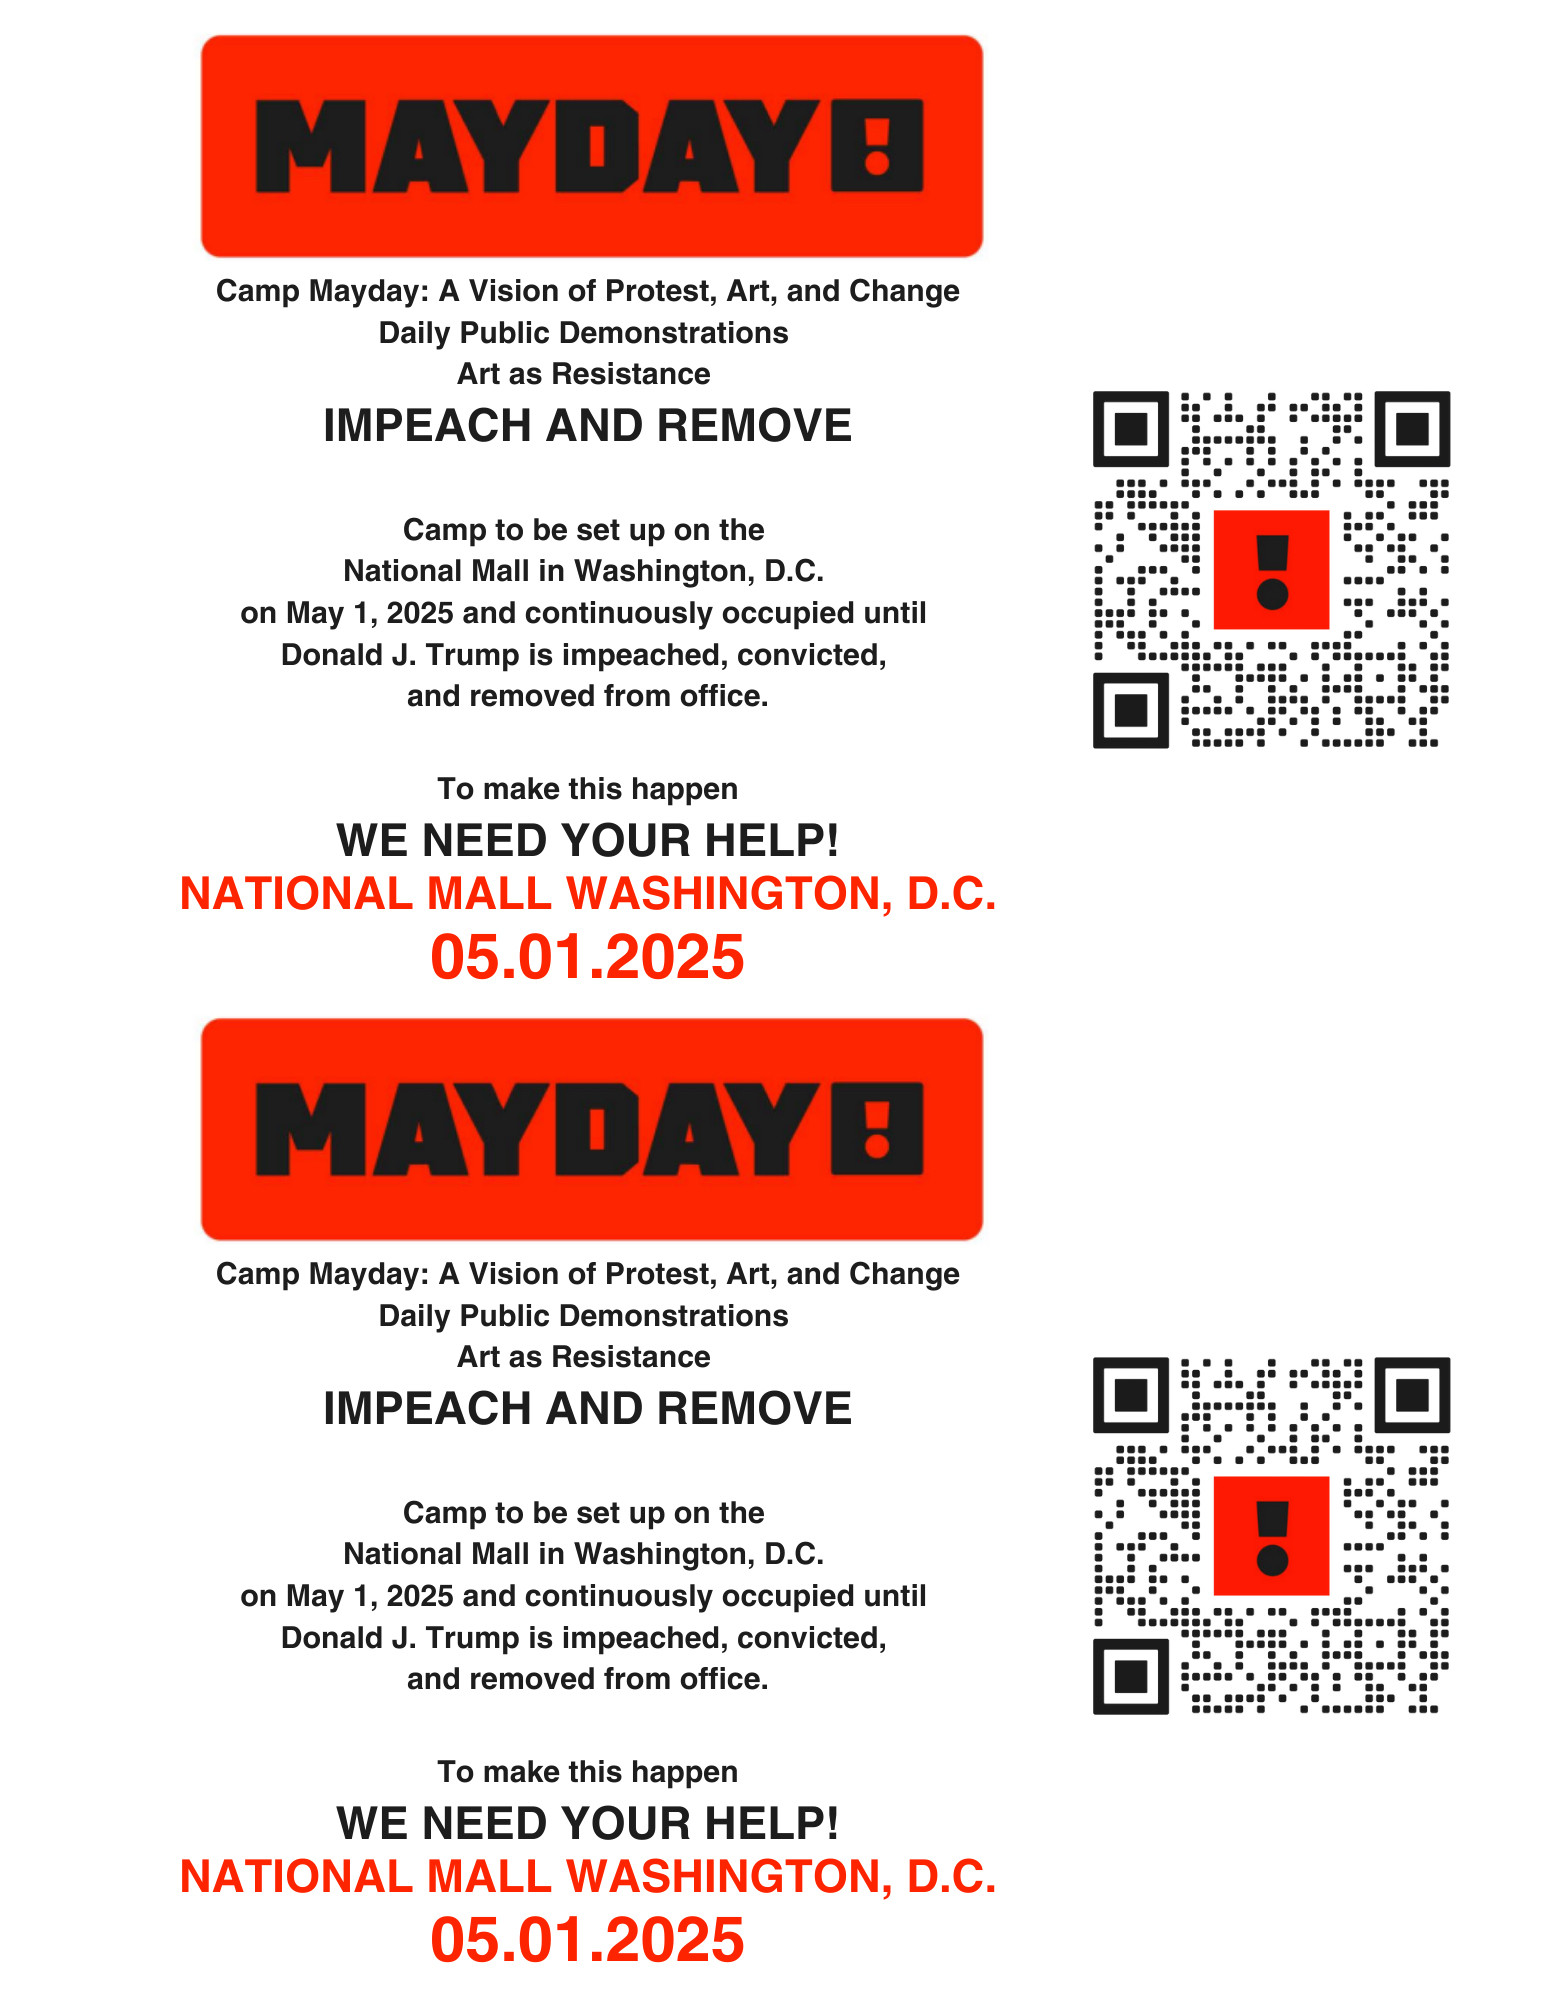 MAYDAY!
Camp Mayday: A Vision of Protest, Art, and Change
Daily Public Demonstrations
Art as Resistance
IMPEACH AND REMOVE
Camp to be set up on the
National Mall in Washington, D.C.
on May 1, 2025 and continuously occupied until
Donald J. Trump is impeached, convicted,
and removed from office.
To make this happen
WE NEED YOUR HELP!
NATIONAL MALL WASHINGTON, D.C.
05.01.2025
!
MAYDAY!
Camp Mayday: A Vision of Protest, Art, and Change
Daily Public Demonstrations
Art as Resistance
IMPEACH AND REMOVE
Camp to be set up on the
National Mall in Washington, D.C.
on May 1, 2025 and continuously occupied until
Donald J. Trump is impeached, convicted,
and removed from office.
To make this happen
WE NEED YOUR HELP!
NATIONAL MALL WASHINGTON, D.C.
05.01.2025
!